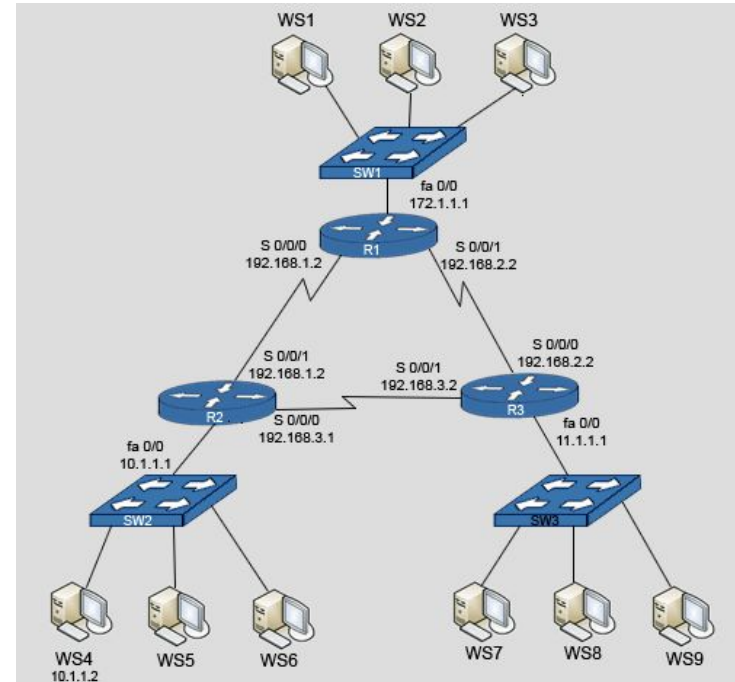 WS1 WS2 WS3
SW1
fa 0/0
172.1.1.1
R1
S 0/0/0
192.168.1.2
S 0/0/1
192.168.2.2
S 0/0/1
192.168.1.2
S 0/0/1
192.168.3.2
S 0/0/0
192.168.2.2
R2
S 0/0/0
192.168.3.1
R3
fa 0/0
10.1.1.1
fa 0/0
11.1.1.1
SW2
SW3
WS4 WS5 WS6
10.1.1.2
WS7 WS8 WS9